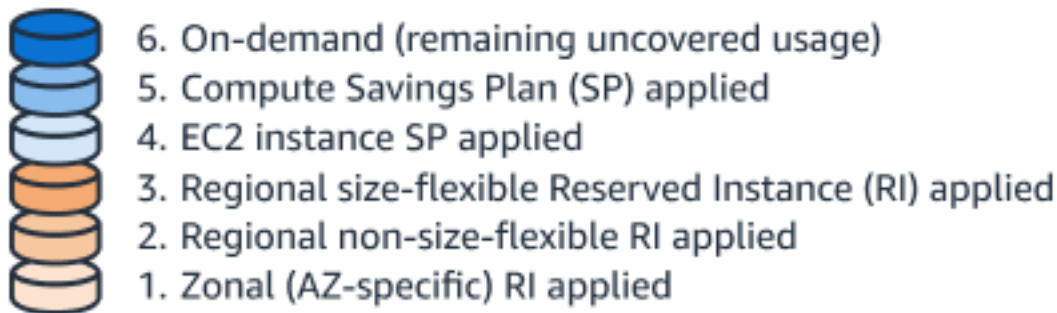 6. On-demand (remaining uncovered usage)
5. Compute Savings Plan (SP) applied
4. EC2 instance SP applied
3. Regional size-flexible Reserved Instance (RI) applied
2. Regional non-size-flexible RI applied
1. Zonal (AZ-specific) RI applied